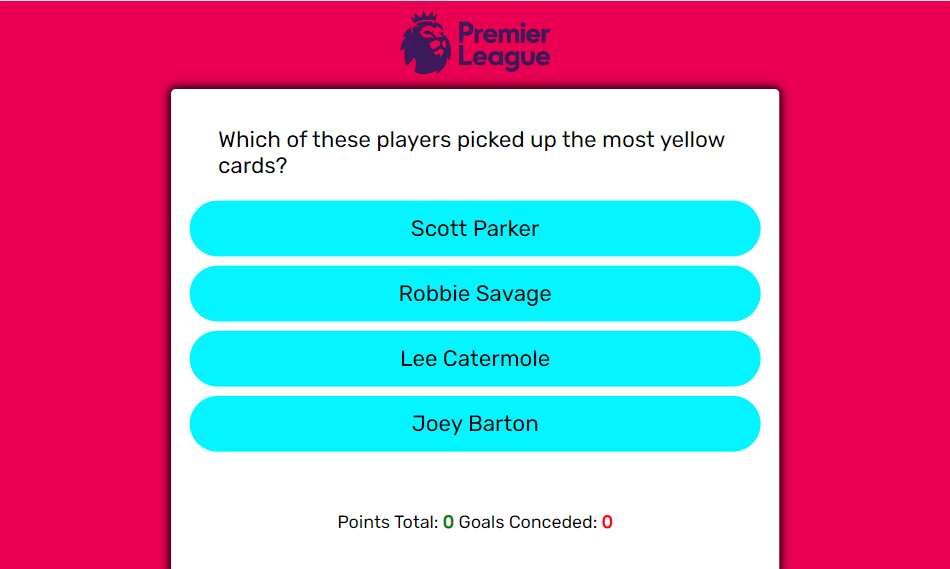 Premier
League
Which of these players picked up the most yellow
cards?
Scott Parker
Robbie Savage
Lee Catermole
Joey Barton
Points Total: 0 Goals Conceded: 0